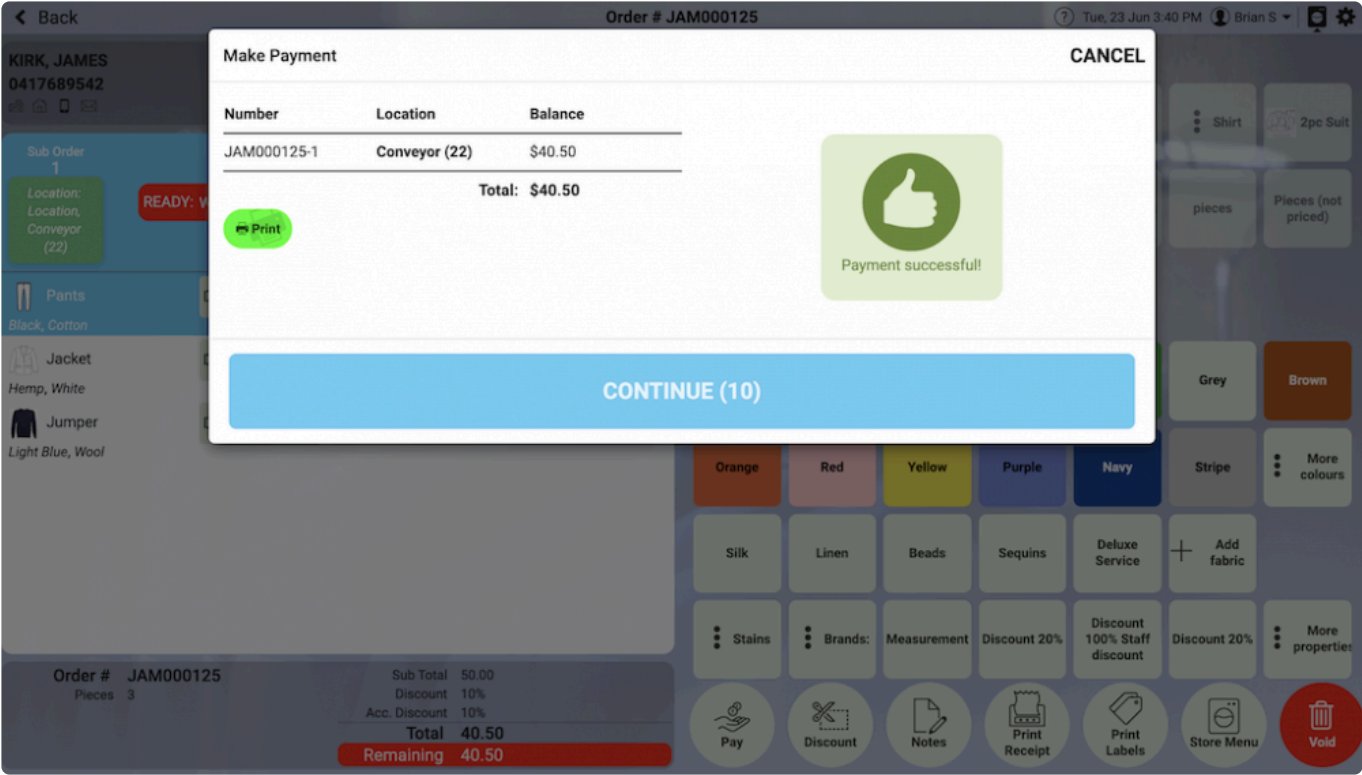 Back
Order # JAM000125
? Tue, 23 Jun 3:40 PM Brian S
KIRK, JAMES
0417689542
Make Payment
CANCEL
Number Location Balance
JAM000125-1 Conveyor (22) $40.50
Total: $40.50
Print
Payment successful!
CONTINUE (10)
Sub Order
1
Location:
Location,
Conveyor
(22)
READY:
Pants
Black, Cotton
Jacket
Hemp, White
Jumper
Light Blue, Wool
Shirt
2pc Suit
pieces
Pieces (not
priced)
Grey
Brown
Orange
Red
Yellow
Purple
Navy
Stripe
More
colours
Silk
Linen
Beads
Sequins
Deluxe
Service
Add
fabric
Stains
Brands:
Measurement
Discount 20%
Discount
100% Staff
discount
Discount 20%
More
properties
Order # JAM000125
Pieces 3
Sub Total 50.00
Discount 10%
Acc. Discount 10%
Total 40.50
Remaining 40.50
Pay
Discount
Notes
Print
Receipt
Print
Labels
Store Menu
Void